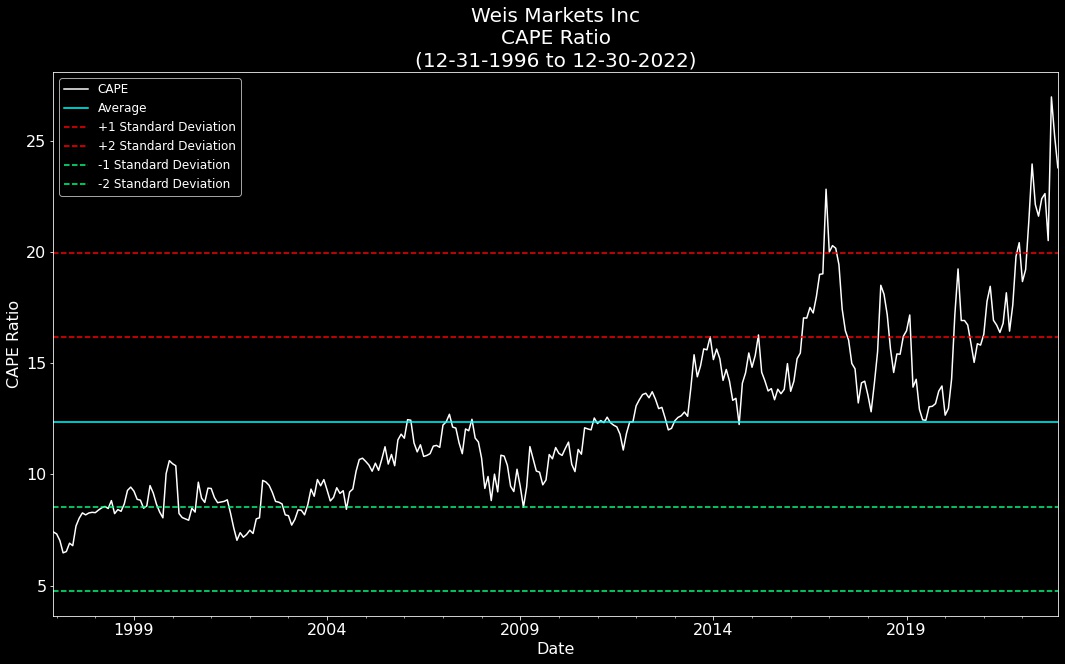 Weis Markets Inc
CAPE Ratio
(12-31-1996 to 12-30-2022)
CAPE
Average
+1 Standard Deviation
+2 Standard Deviation
-1 Standard Deviation
-2 Standard Deviation
25
20
15
10
5
CAPE Ratio
1999
2004
2009
2014
2019
Date